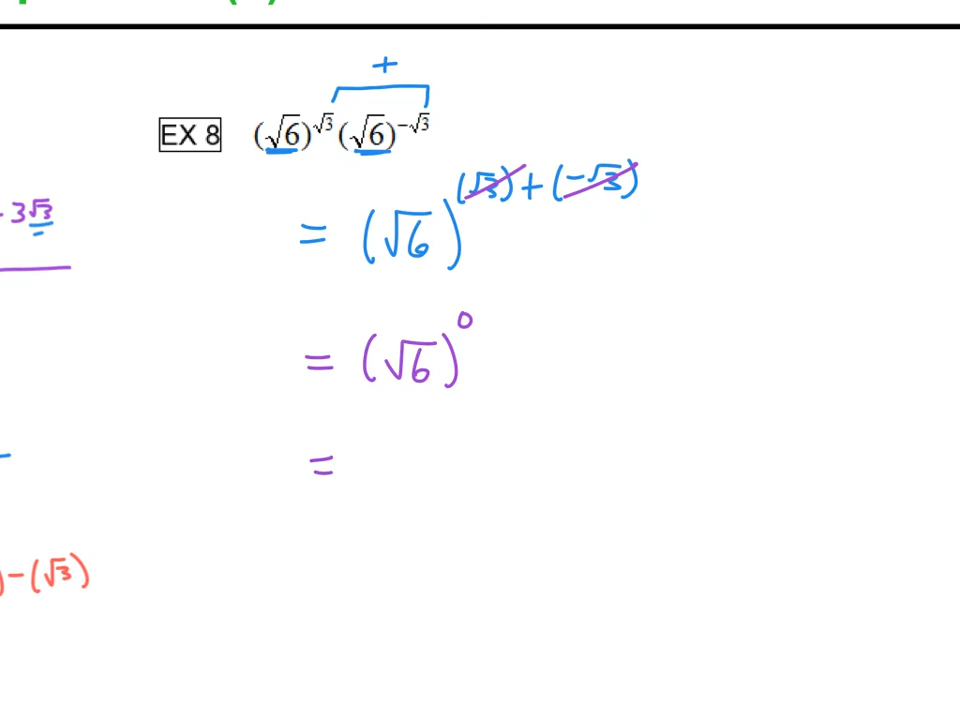 EX 8 (√6)^√3 (√6)^−√3
+
= (√6)^(√3)+(−√3)
- 3√3
= (√6)^0
=
) − (√3)